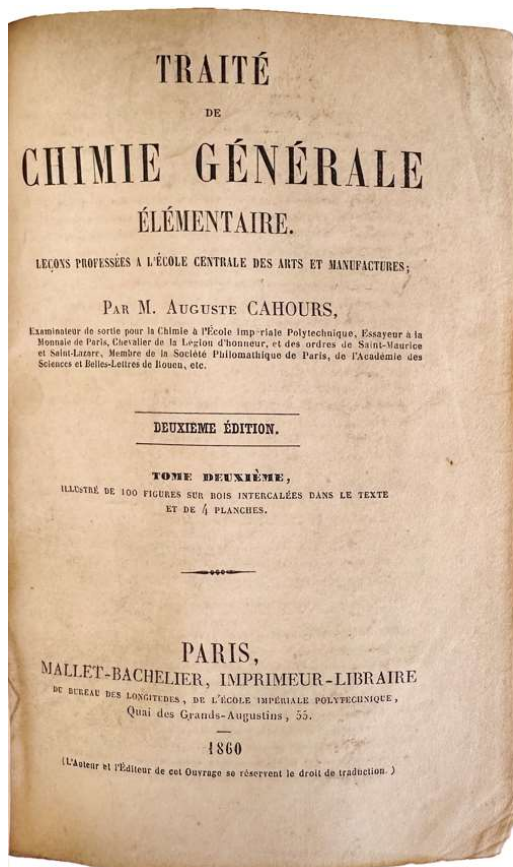 TRAITÉ
DE
CHIMIE GÉNÉRALE
ÉLÉMENTAIRE.
LEÇONS PROFESSÉES A L'ÉCOLE CENTRALE DES ARTS ET MANUFACTURES;
PAR M. AUGUSTE CAHOURS,
Examinateur de sortie pour la Chimie à l'École imp riale Polytechnique, Essayeur à la
Monnaie de Paris, Chevalier de la Légion d'honneur, et des ordres de Saint-Maurice
et Saint-Lazare, Membre de la Société Philomathique de Paris, de l'Académie des
Sciences et Belles-Lettres de Rouen, etc.
DEUXIEME ÉDITION.
TOME DEUXIÈME,
ILLUSTRÉ DE 100 FIGURES SUR BOIS INTERCALÉES DANS LE TEXTE
ET DE 4 PLANCHES.
PARIS,
MALLET-BACHELIER, IMPRIMEUR-LIBRAIRE
DU BUREAU DES LONGITUDES, DE L'ÉCOLE IMPÉRIALE POLYTECHNIQUE,
Quai des Grands-Augustins, 55.
1860
(L'Auteur et l'Éditeur de cet Ouvrage se réservent le droit de traduction.)